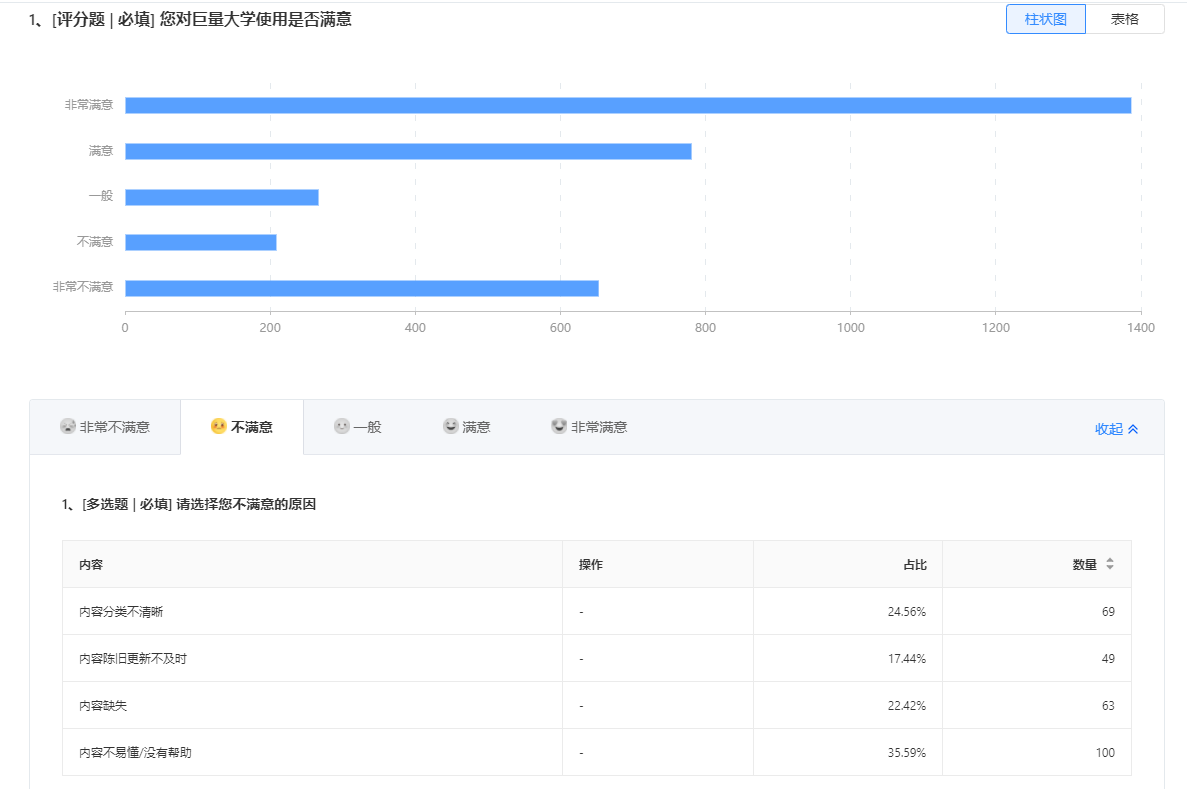 1、[评分题 | 必填] 您对巨量大学使用是否满意
柱状图 表格
非常满意
满意
一般
不满意
非常不满意
0 200 400 600 800 1000 1200 1400
非常不满意 不满意 一般 满意 非常满意 收起
1、[多选题 | 必填] 请选择您不满意的原因
内容 操作 占比 数量
内容分类不清晰 - 24.56% 69
内容陈旧更新不及时 - 17.44% 49
内容缺失 - 22.42% 63
内容不易懂/没有帮助 - 35.59% 100